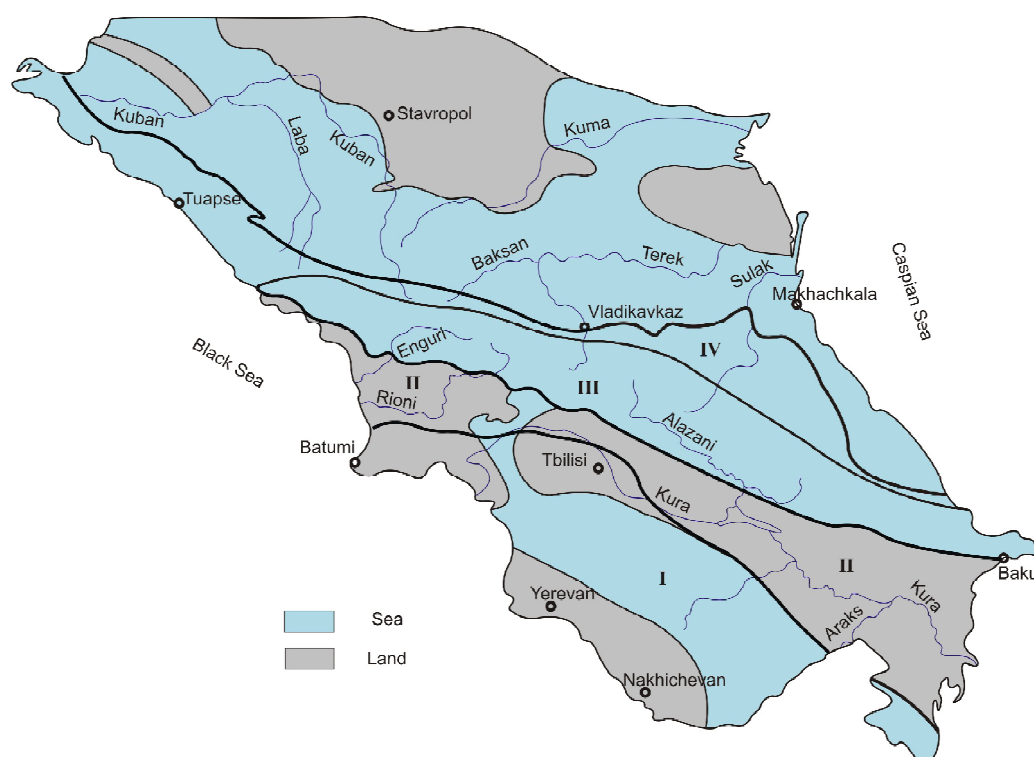 Stavropol
Kuban
Laba
Kuban
Kuma
Tuapse
Baksan
Terek
Sulak
Caspian Sea
Makhachkala
Vladikavkaz
IV
Black Sea
Engurl
II
III
Rioni
Alazani
Batumi
Tbilisi
Kura
I
II
Baku
Yerevan
Kura
Araks
Sea
Land
Nakhichevan